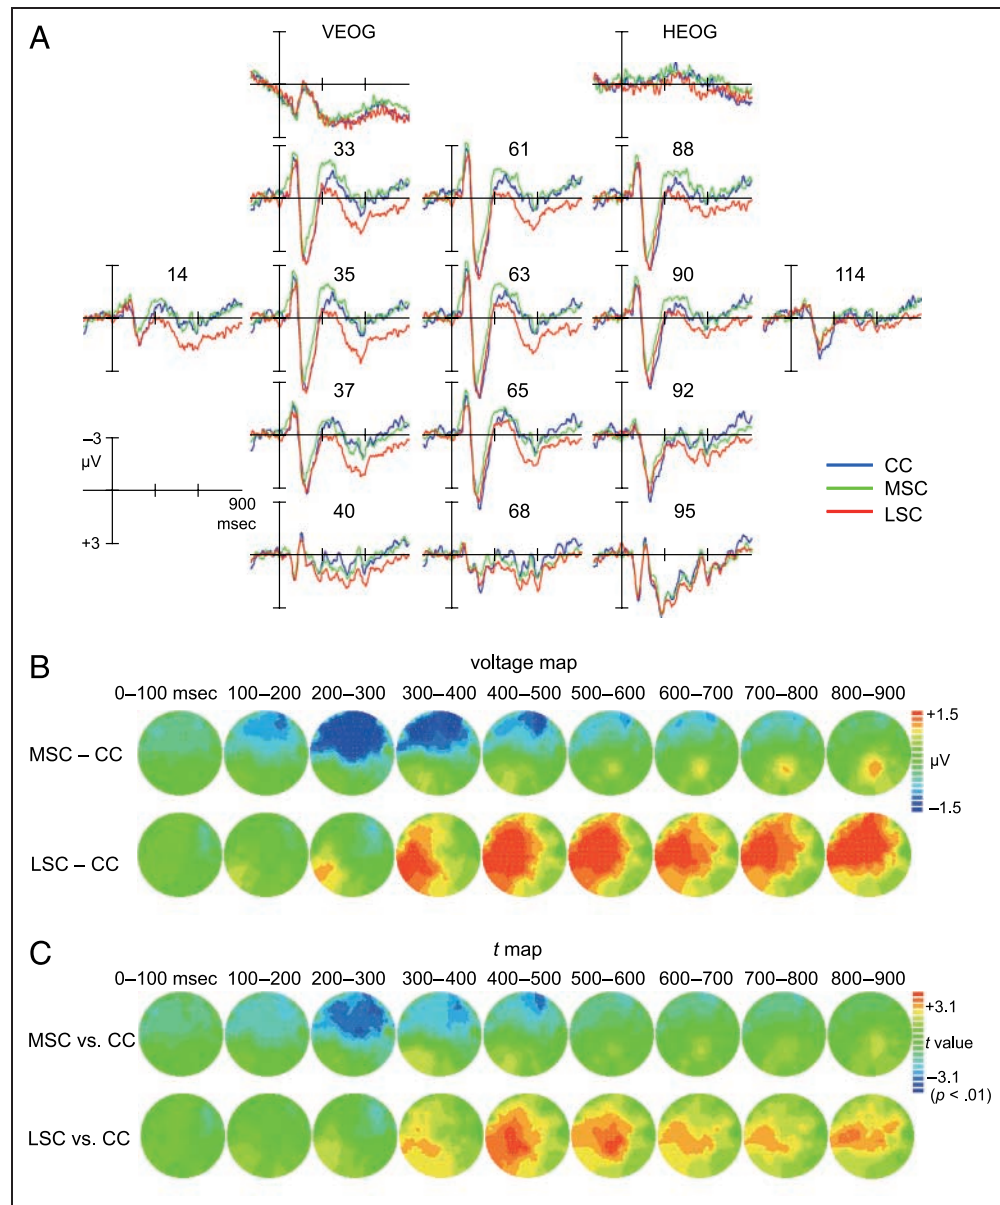 A
VEOG
HEOG
33
61
88
14
35
63
90
114
37
65
92
–3
µV
900
msec
+3
CC
MSC
LSC
40
68
95
B
voltage map
0–100 msec 100–200 200–300 300–400 400–500 500–600 600–700 700–800 800–900
+1.5
MSC – CC
µV
–1.5
LSC – CC
C
t map
0–100 msec 100–200 200–300 300–400 400–500 500–600 600–700 700–800 800–900
+3.1
MSC vs. CC
t value
–3.1
(p < .01)
LSC vs. CC